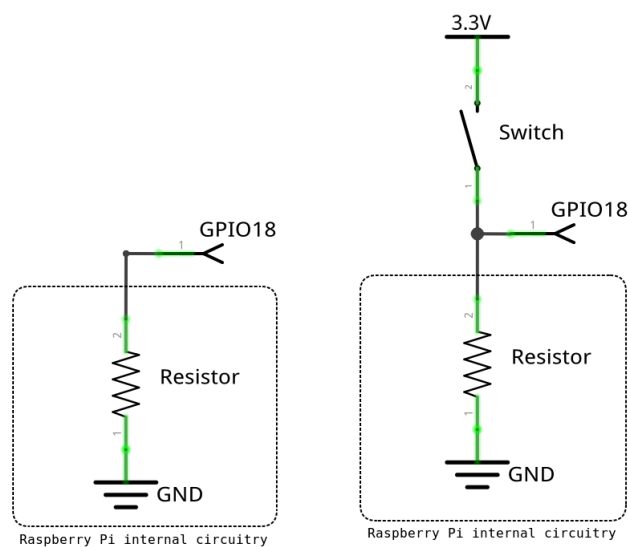 3.3V
2
Switch
1
GPIO18
1
2
Resistor
1
GND
Raspberry Pi internal circuitry
GPIO18
1
2
Resistor
1
GND
Raspberry Pi internal circuitry